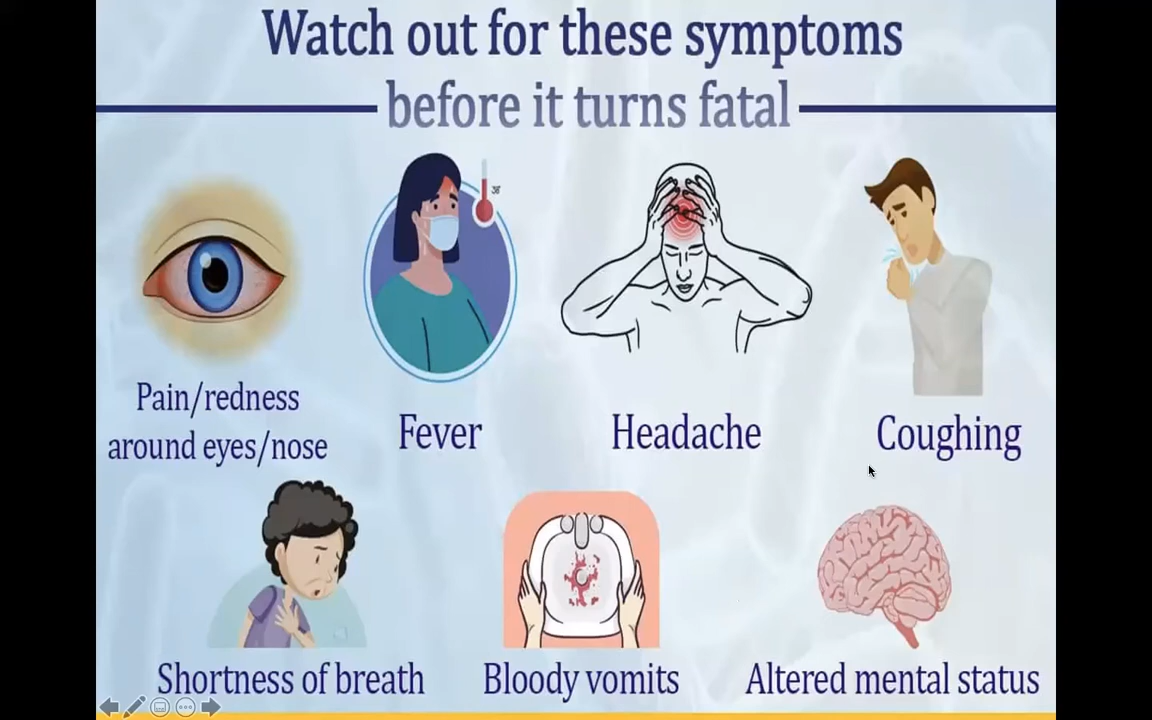 Watch out for these symptoms
before it turns fatal
38°
Pain/redness
around eyes/nose
Fever
Headache
Coughing
Shortness of breath
Bloody vomits
Altered mental status